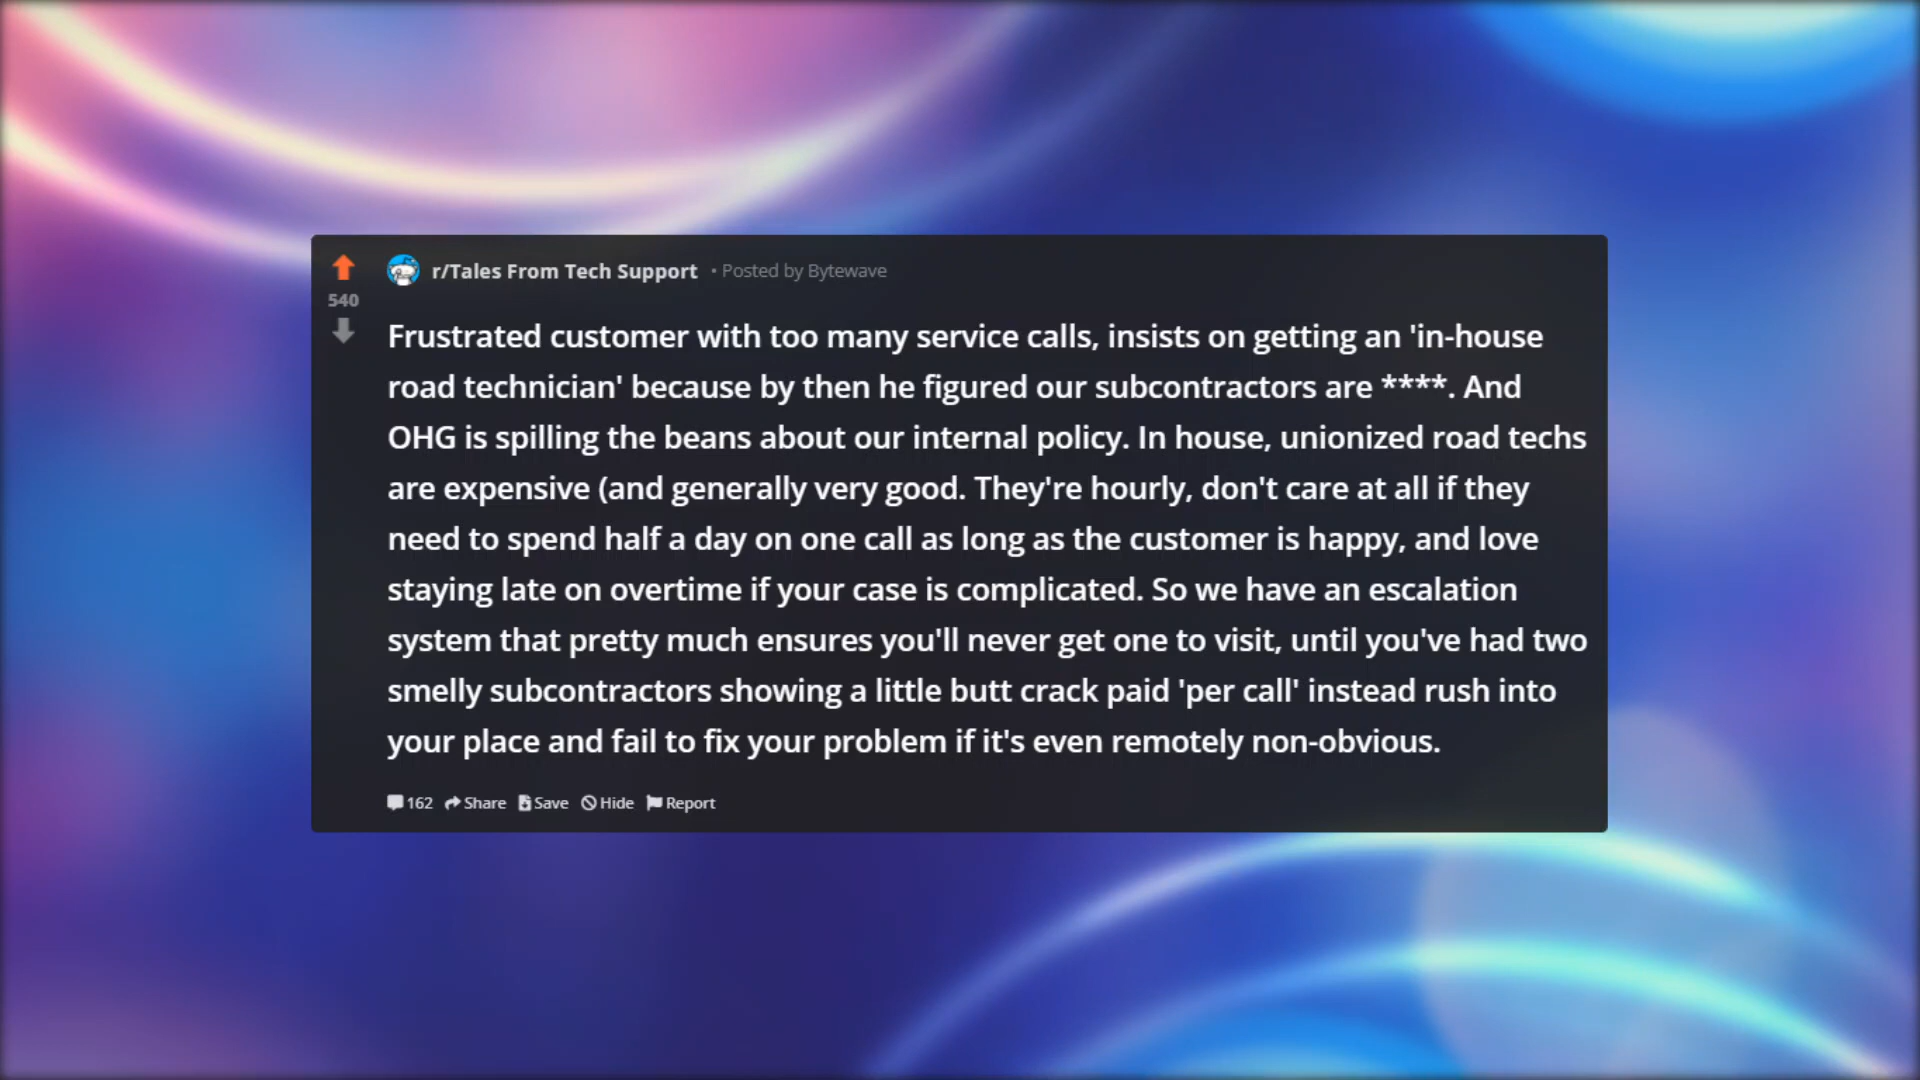 r/Tales From Tech Support • Posted by Bytewave
540
Frustrated customer with too many service calls, insists on getting an 'in-house
road technician' because by then he figured our subcontractors are ****. And
OHG is spilling the beans about our internal policy. In house, unionized road techs
are expensive (and generally very good. They're hourly, don't care at all if they
need to spend half a day on one call as long as the customer is happy, and love
staying late on overtime if your case is complicated. So we have an escalation
system that pretty much ensures you'll never get one to visit, until you've had two
smelly subcontractors showing a little butt crack paid 'per call' instead rush into
your place and fail to fix your problem if it's even remotely non-obvious.
162 Share Save Hide Report